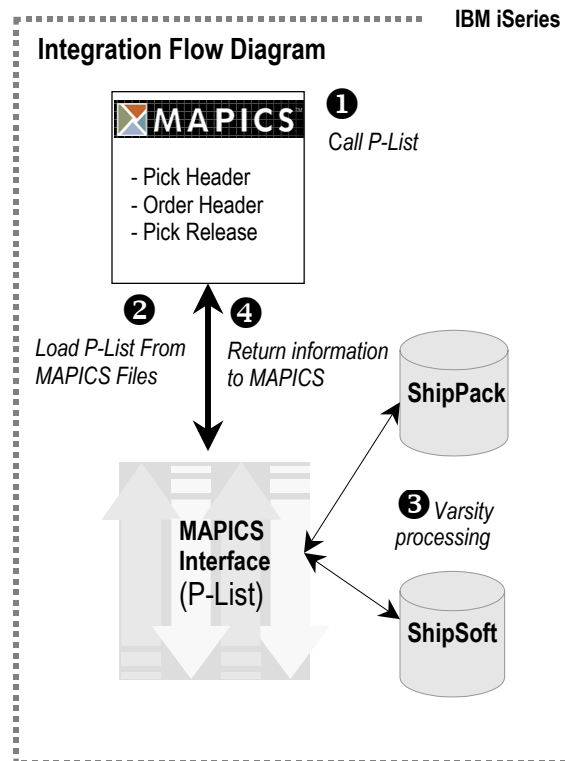 IBM iSeries
Integration Flow Diagram
MAPICS™
❶
Call P-List
- Pick Header
- Order Header
- Pick Release
❷
Load P-List From
MAPICS Files
❹
Return information
to MAPICS
ShipPack
❸ Varsity
processing
MAPICS
Interface
(P-List)
ShipSoft